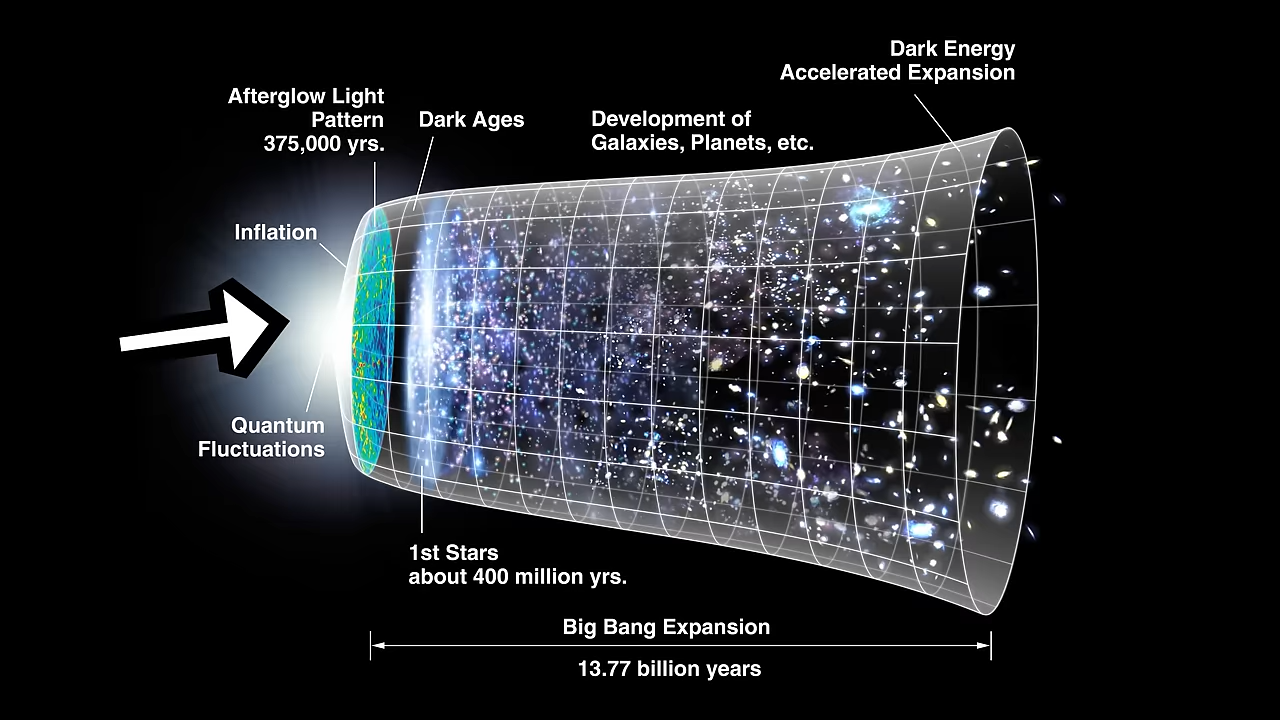 Dark Energy
Accelerated Expansion
Afterglow Light
Pattern
375,000 yrs.
Dark Ages
Development of
Galaxies, Planets, etc.
Inflation
Quantum
Fluctuations
1st Stars
about 400 million yrs.
Big Bang Expansion
13.77 billion years